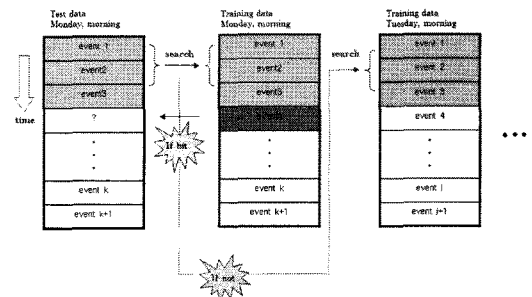 Test data
Monday, morning
event 1
event2
event3
?
event k
event k+1
time
search
If hit
If not
Training data
Monday, morning
event 1
event2
event3
event k
event k+1
search
Training data
Tuesday, morning
event 1
event 2
event 3
event 4
event j
event j+1